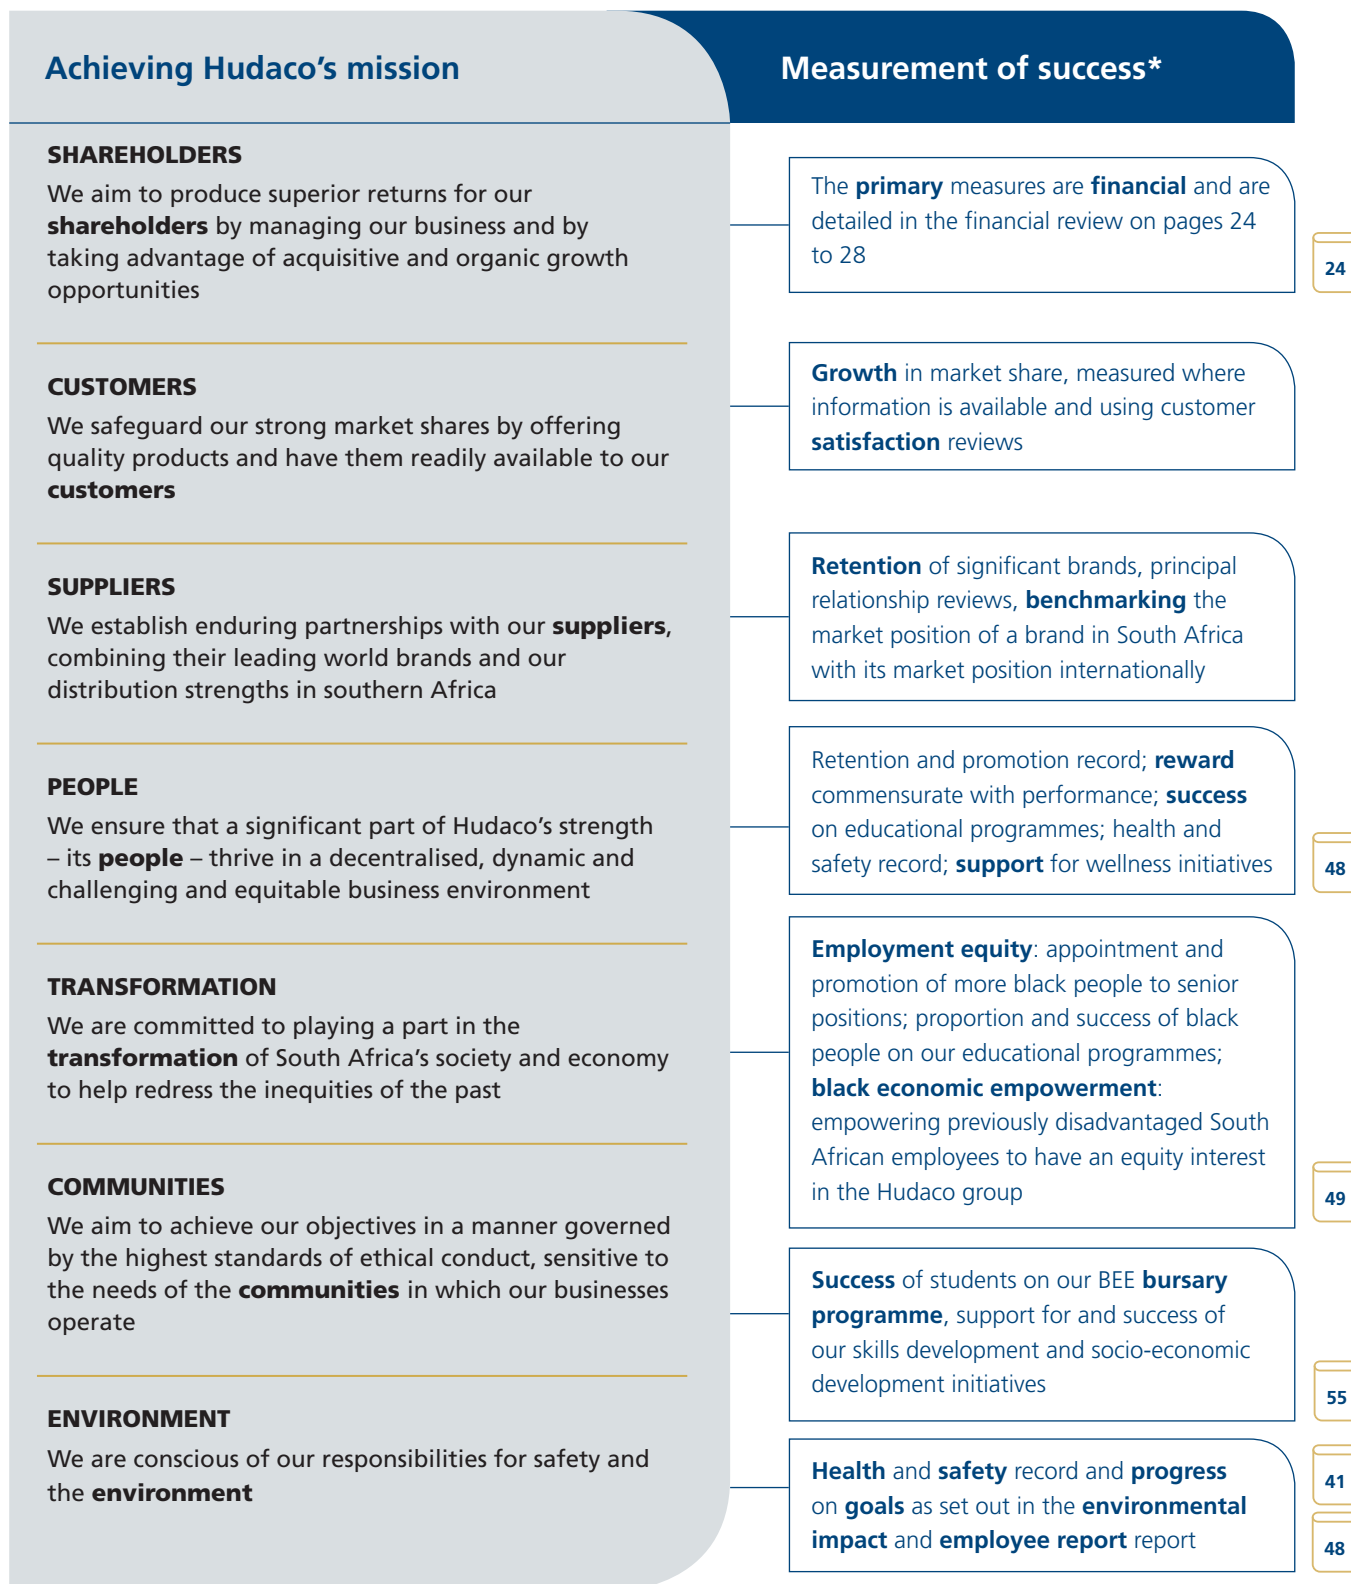 Achieving Hudaco’s mission
Measurement of success*
SHAREHOLDERS
We aim to produce superior returns for our
shareholders by managing our business and by
taking advantage of acquisitive and organic growth
opportunities
The primary measures are financial and are
detailed in the financial review on pages 24
to 28
24
CUSTOMERS
We safeguard our strong market shares by offering
quality products and have them readily available to our
customers
Growth in market share, measured where
information is available and using customer
satisfaction reviews
SUPPLIERS
We establish enduring partnerships with our suppliers,
combining their leading world brands and our
distribution strengths in southern Africa
Retention of significant brands, principal
relationship reviews, benchmarking the
market position of a brand in South Africa
with its market position internationally
PEOPLE
We ensure that a significant part of Hudaco’s strength
– its people – thrive in a decentralised, dynamic and
challenging and equitable business environment
Retention and promotion record; reward
commensurate with performance; success
on educational programmes; health and
safety record; support for wellness initiatives
48
TRANSFORMATION
We are committed to playing a part in the
transformation of South Africa’s society and economy
to help redress the inequities of the past
Employment equity: appointment and
promotion of more black people to senior
positions; proportion and success of black
people on our educational programmes;
black economic empowerment:
empowering previously disadvantaged South
African employees to have an equity interest
in the Hudaco group
49
COMMUNITIES
We aim to achieve our objectives in a manner governed
by the highest standards of ethical conduct, sensitive to
the needs of the communities in which our businesses
operate
Success of students on our BEE bursary
programme, support for and success of
our skills development and socio-economic
development initiatives
55
ENVIRONMENT
We are conscious of our responsibilities for safety and
the environment
Health and safety record and progress
on goals as set out in the environmental
impact and employee report report
41
48